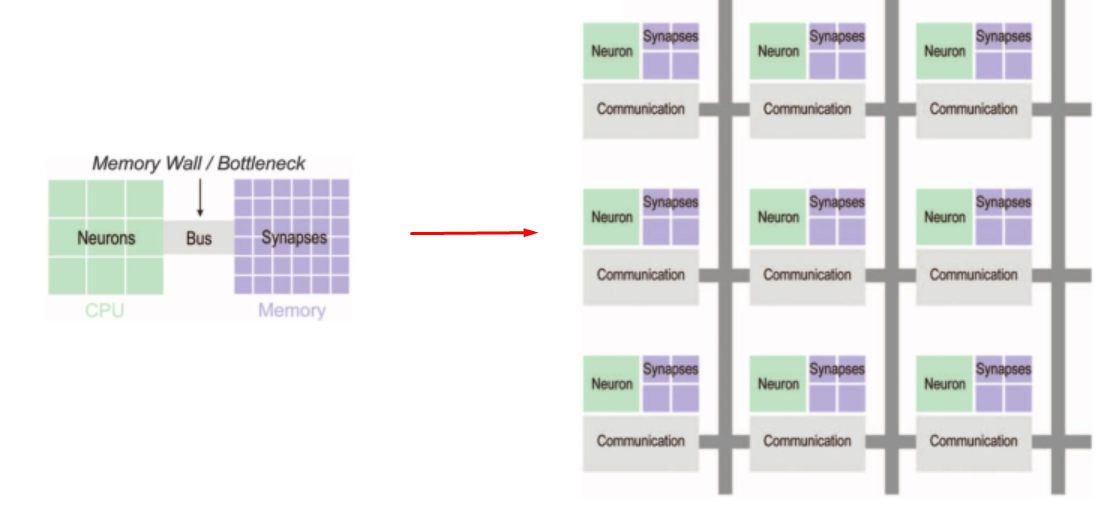 Memory Wall / Bottleneck
Neurons
Bus
Synapses
CPU
Memory
Neuron
Synapses
Communication
Neuron
Synapses
Communication
Neuron
Synapses
Communication
Neuron
Synapses
Communication
Neuron
Synapses
Communication
Neuron
Synapses
Communication
Neuron
Synapses
Communication
Neuron
Synapses
Communication
Neuron
Synapses
Communication